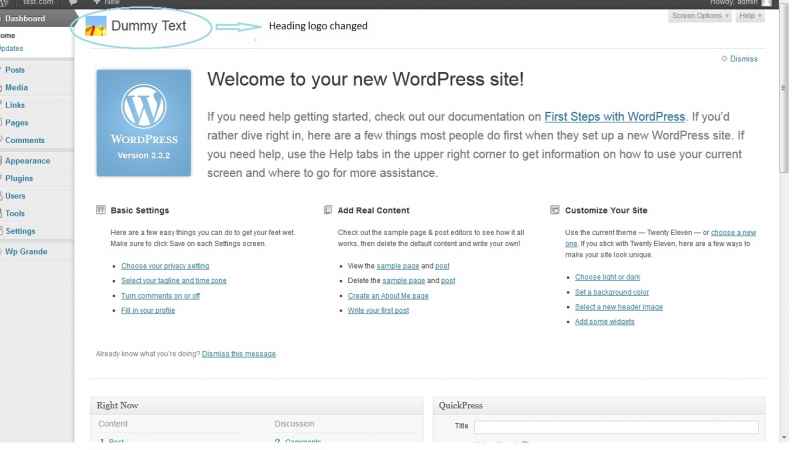 test.com + New Howdy, admin
Dashboard
Updates
Posts
Media
Links
Pages
Comments
Appearance
Plugins
Users
Tools
Settings
Wp Grande
Dummy Text
Heading logo changed
Screen Options Help
Dismiss
WORDPRESS
Version 3.3.2
Welcome to your new WordPress site!
If you need help getting started, check out our documentation on First Steps with WordPress. If you'd
rather dive right in, here are a few things most people do first when they set up a new WordPress site. If
you need help, use the Help tabs in the upper right corner to get information on how to use your current
screen and where to go for more assistance.
Basic Settings
Here are a few easy things you can do to get your feet wet.
Make sure to click Save on each Settings screen.
Choose your privacy setting
Select your tagline and time zone
Turn comments on or off
Fill in your profile
Add Real Content
Check out the sample page & post editors to see how it all
works, then delete the default content and write your own!
View the sample page and post
Delete the sample page and post
Create an About Me page
Write your first post
Customize Your Site
Use the current theme — Twenty Eleven — or choose a new
one. If you stick with Twenty Eleven, here are a few ways to
make your site look unique.
Choose light or dark
Set a background color
Select a new header image
Add some widgets
Already know what you're doing? Dismiss this message
Right Now
Content Discussion
1 Post 2 Comments
QuickPress
Title